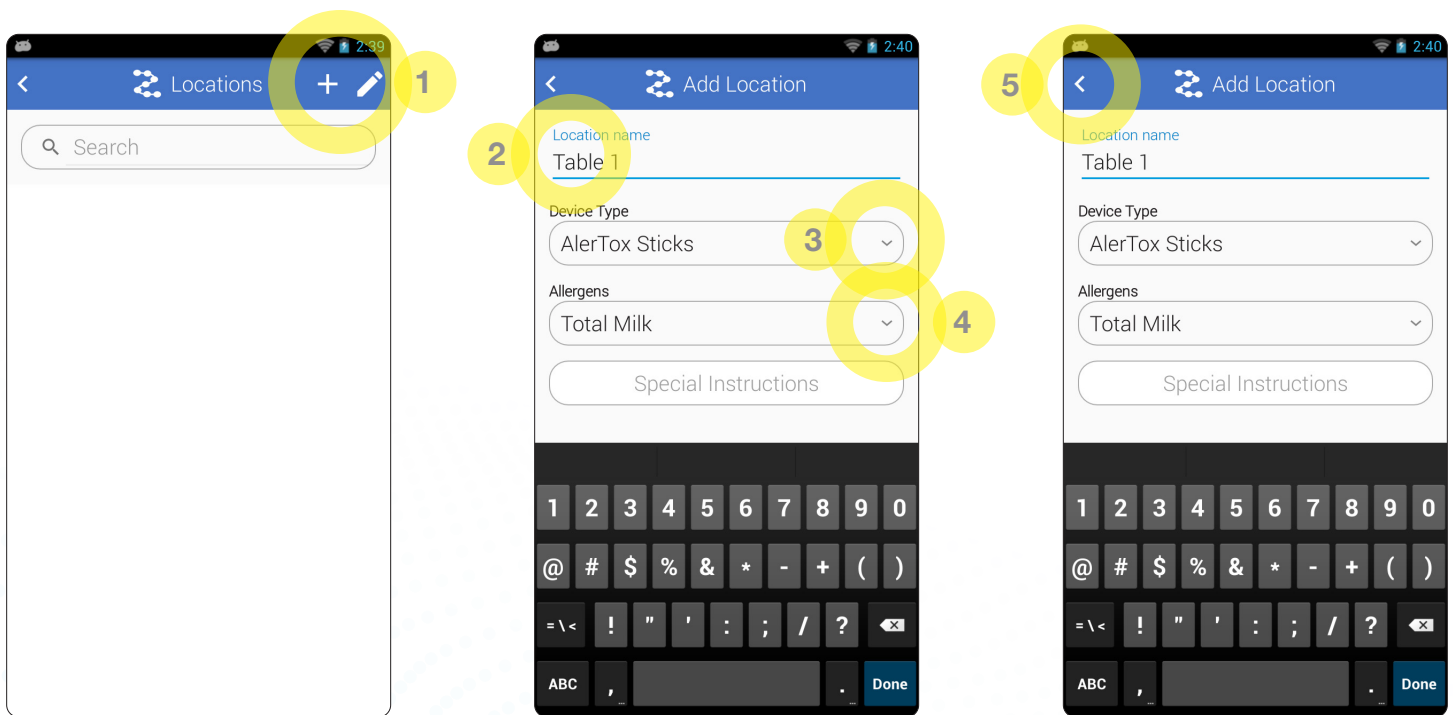 2:39
Locations
1
Search
2:40
Add Location
2
Location name
Table 1
Device Type
AlerTox Sticks
3
Allergens
Total Milk
4
Special Instructions
1 2 3 4 5 6 7 8 9 0
@ # $ % & * - + ( )
= \ < ! " ' : ; / ?
ABC , . Done
2:40
5
Add Location
Location name
Table 1
Device Type
AlerTox Sticks
Allergens
Total Milk
Special Instructions
1 2 3 4 5 6 7 8 9 0
@ # $ % & * - + ( )
= \ < ! " ' : ; / ?
ABC , . Done